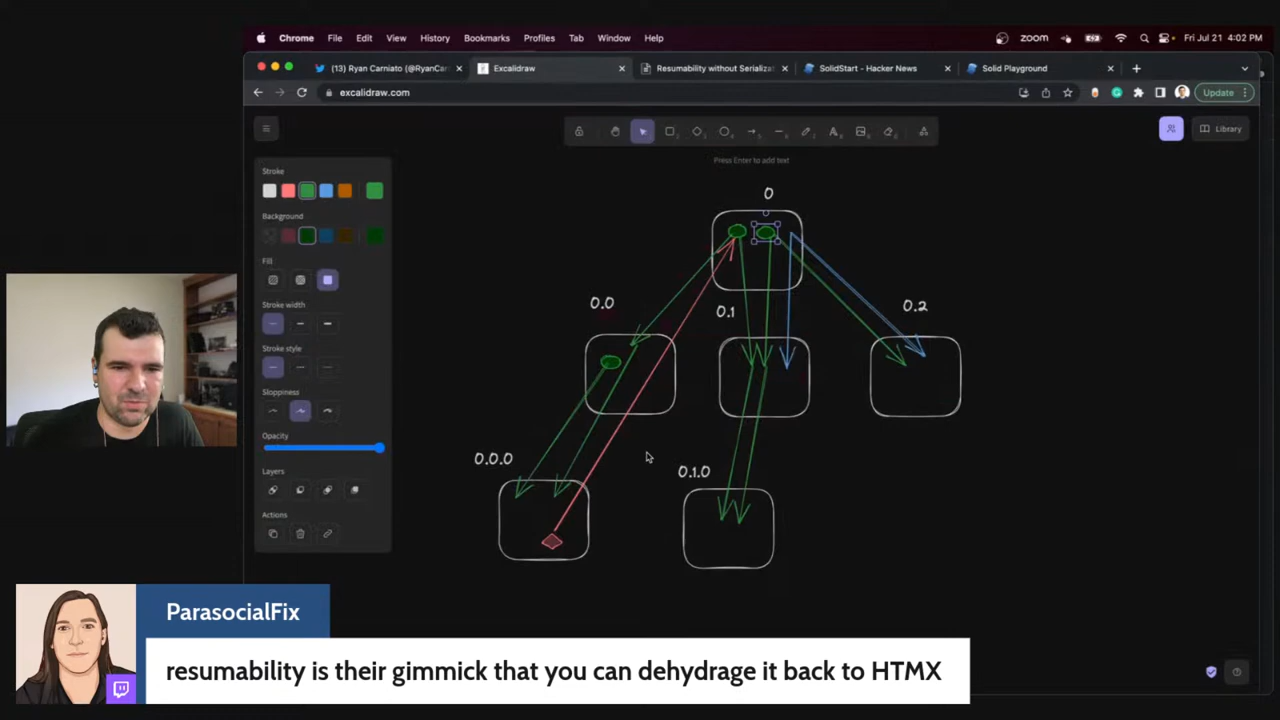 Chrome File Edit View History Bookmarks Profiles Tab Window Help
zoom
Fri Jul 21 4:02 PM
(13) Ryan Carniato (@RyanCar
Excalidraw
Resumability without Serializa
SolidStart - Hacker News
Solid Playground
excalidraw.com
Update
Library
Press Enter to add text
Stroke
Background
Fill
Stroke width
Stroke style
Sloppiness
Opacity
Layers
Actions
0
0.0
0.1
0.2
0.0.0
0.1.0
ParasocialFix
resumability is their gimmick that you can dehydrage it back to HTMX